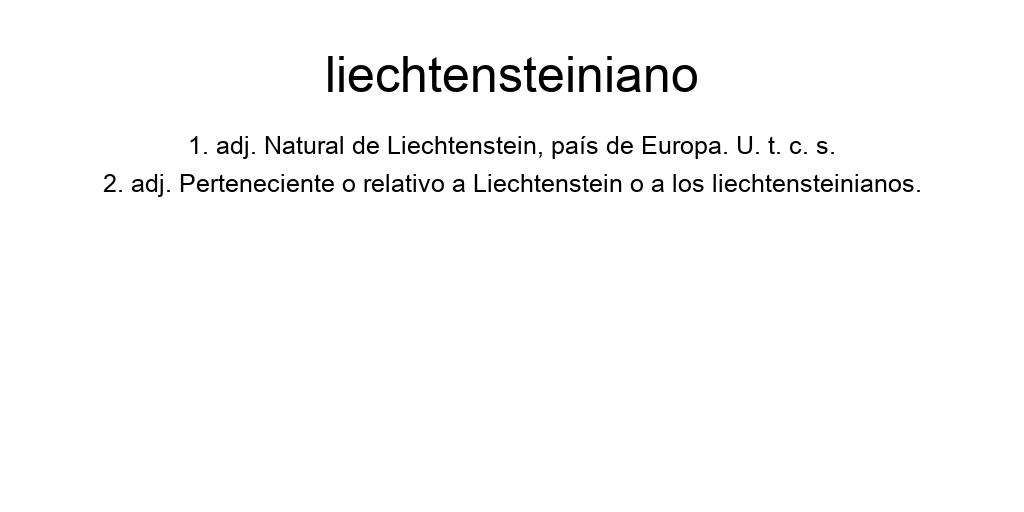 liechtensteiniano
1. adj. Natural de Liechtenstein, país de Europa. U. t. c. s.
2. adj. Perteneciente o relativo a Liechtenstein o a los liechtensteinianos.